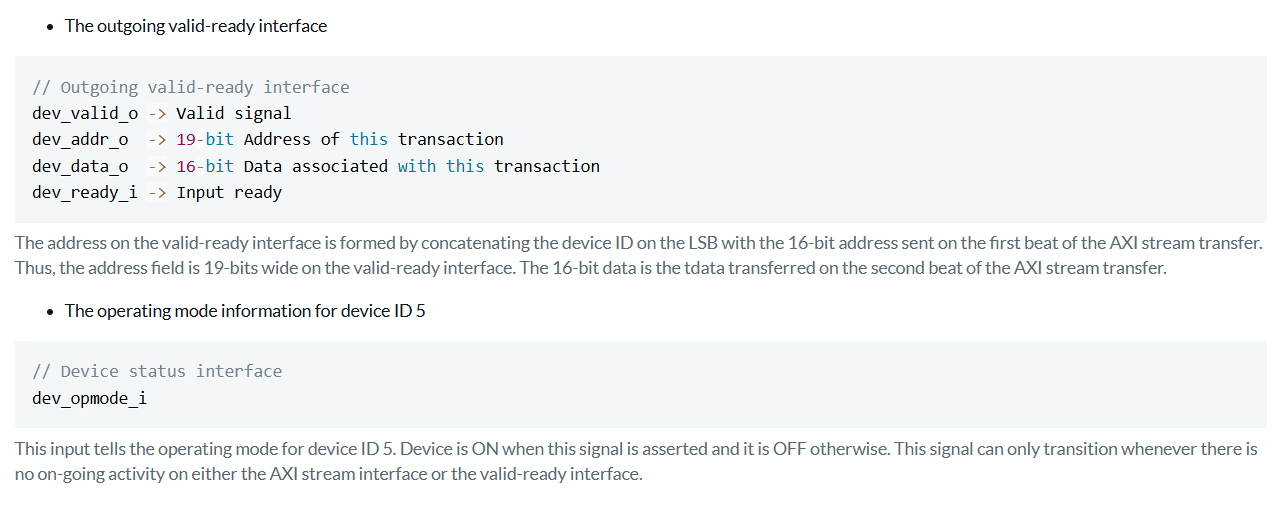 • The outgoing valid-ready interface
// Outgoing valid-ready interface
dev_valid_o -> Valid signal
dev_addr_o  -> 19-bit Address of this transaction
dev_data_o  -> 16-bit Data associated with this transaction
dev_ready_i -> Input ready
The address on the valid-ready interface is formed by concatenating the device ID on the LSB with the 16-bit address sent on the first beat of the AXI stream transfer.
Thus, the address field is 19-bits wide on the valid-ready interface. The 16-bit data is the tdata transferred on the second beat of the AXI stream transfer.
• The operating mode information for device ID 5
// Device status interface
dev_opmode_i
This input tells the operating mode for device ID 5. Device is ON when this signal is asserted and it is OFF otherwise. This signal can only transition whenever there is
no on-going activity on either the AXI stream interface or the valid-ready interface.